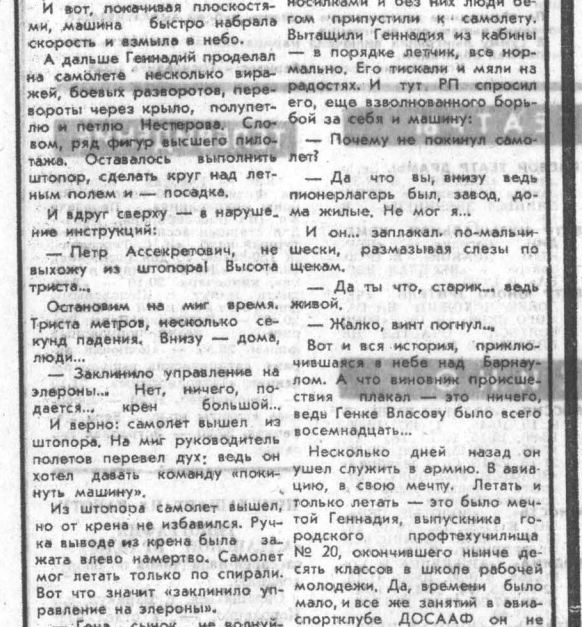 И вот, покачивая плоскостя-
ми, машина быстро набрала
скорость и взмыла в небо.
А дальше Геннадий проделал
на самолете несколько вира-
жей, боевых разворотов, пере-
вороты через крыло, полупет-
лю и петлю Нестерова. Сло-
вом, ряд фигур высшего пило-
тажа. Оставалось выполнить
штопор, сделать круг над лет-
ным полем и — посадка.
И вдруг сверху — в наруше-
ние инструкций:
— Петр Ассекретович, не
выхожу из штопора! Высота
триста...
Остановим на миг время.
Триста метров, несколько се-
кунд падения. Внизу — дома,
люди...
— Заклинило управление на
элероны... Нет, ничего, по-
дается... крен большой...
И верно: самолет вышел из
штопора. На миг руководитель
полетов перевел дух: ведь он
хотел давать команду «поки-
нуть машину».
Из штопора самолет вышел,
но от крена не избавился. Руч-
ка вывода из крена была за-
жата влево намертво. Самолет
мог летать только по спирали.
Вот что значит «заклинило уп-
равление на элероны».
— Гена, сынок, не волнуй-
носилками и без них люди бе-
гом припустили к самолету.
Вытащили Геннадия из кабины
— в порядке летчик, все нор-
мально. Его тискали и мяли на
радостях. И тут РП спросил
его, еще взволнованного борь-
бой за себя и машину:
— Почему не покинул само-
лет?
— Да что вы, внизу ведь
пионерлагерь был, завод, до-
ма жилые. Не мог я...
И он... заплакал, по-мальчи-
шески, размазывая слезы по
щекам.
— Да ты что, старик... ведь
живой.
— Жалко, винт погнул...
Вот и вся история, приклю-
чившаяся в небе над Барнау-
лом. А что виновник происше-
ствия плакал — это ничего,
ведь Генке Власову было всего
восемнадцать...
Несколько дней назад он
ушел служить в армию. В авиа-
цию, в свою мечту. Летать и
только летать — это было меч-
той Геннадия, выпускника го-
родского профтехучилища
№ 20, окончившего нынче де-
сять классов в школе рабочей
молодежи. Да, времени было
мало, и все же занятий в авиа-
спортклубе ДОСААФ он не